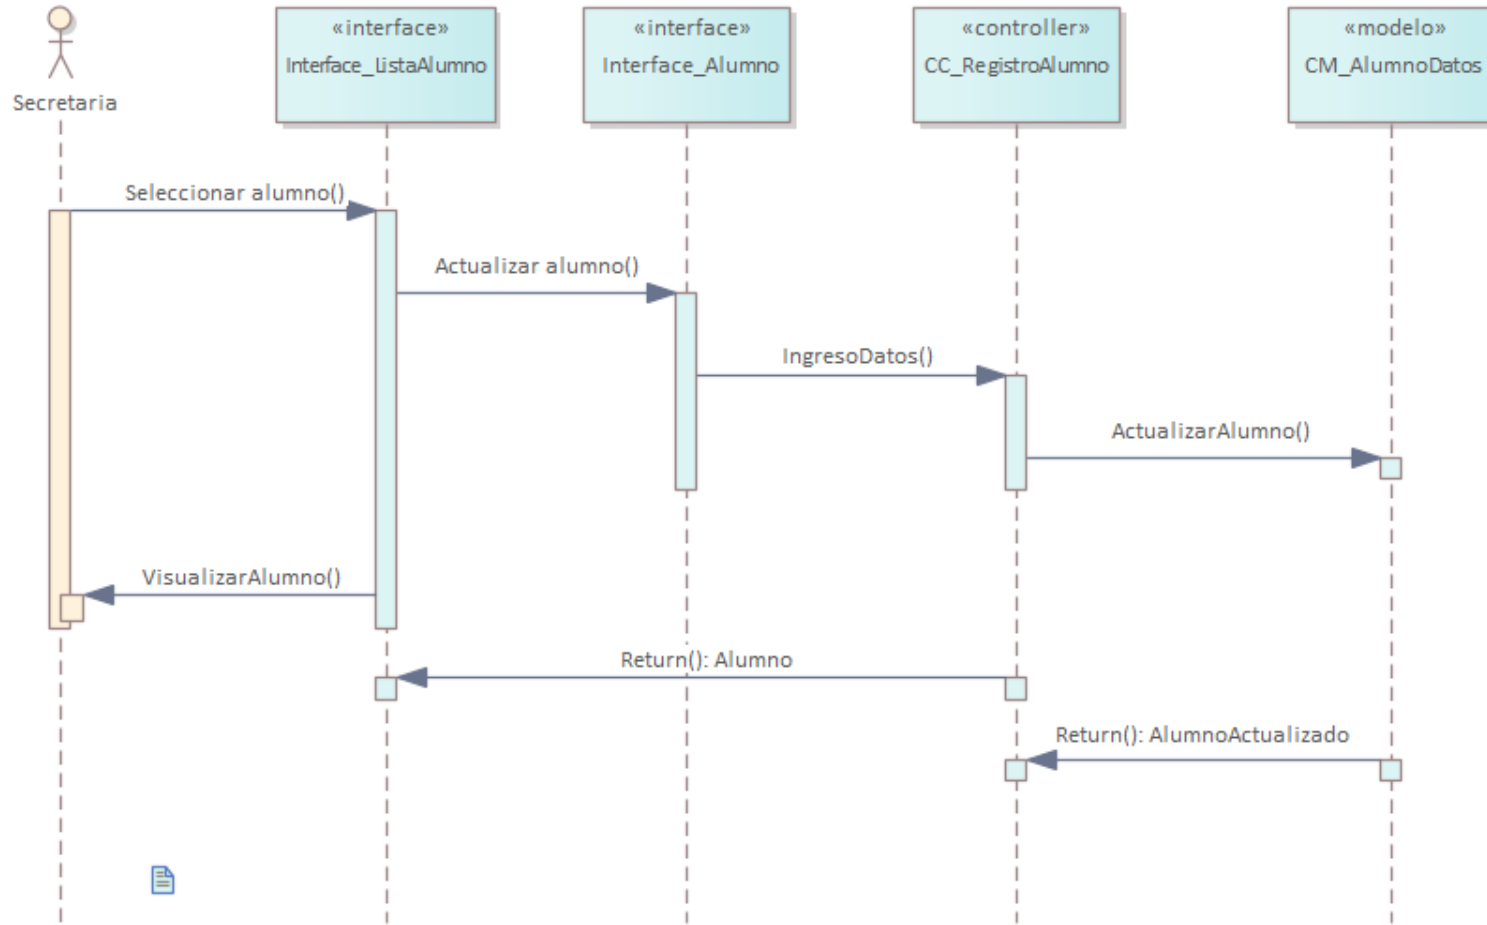 «interface»
Interface_ListaAlumno
«interface»
Interface_Alumno
«controller»
CC_RegistroAlumno
«modelo»
CM_AlumnoDatos
Secretaria
Seleccionar alumno()
Actualizar alumno()
IngresoDatos()
ActualizarAlumno()
VisualizarAlumno()
Return(): Alumno
Return(): AlumnoActualizado